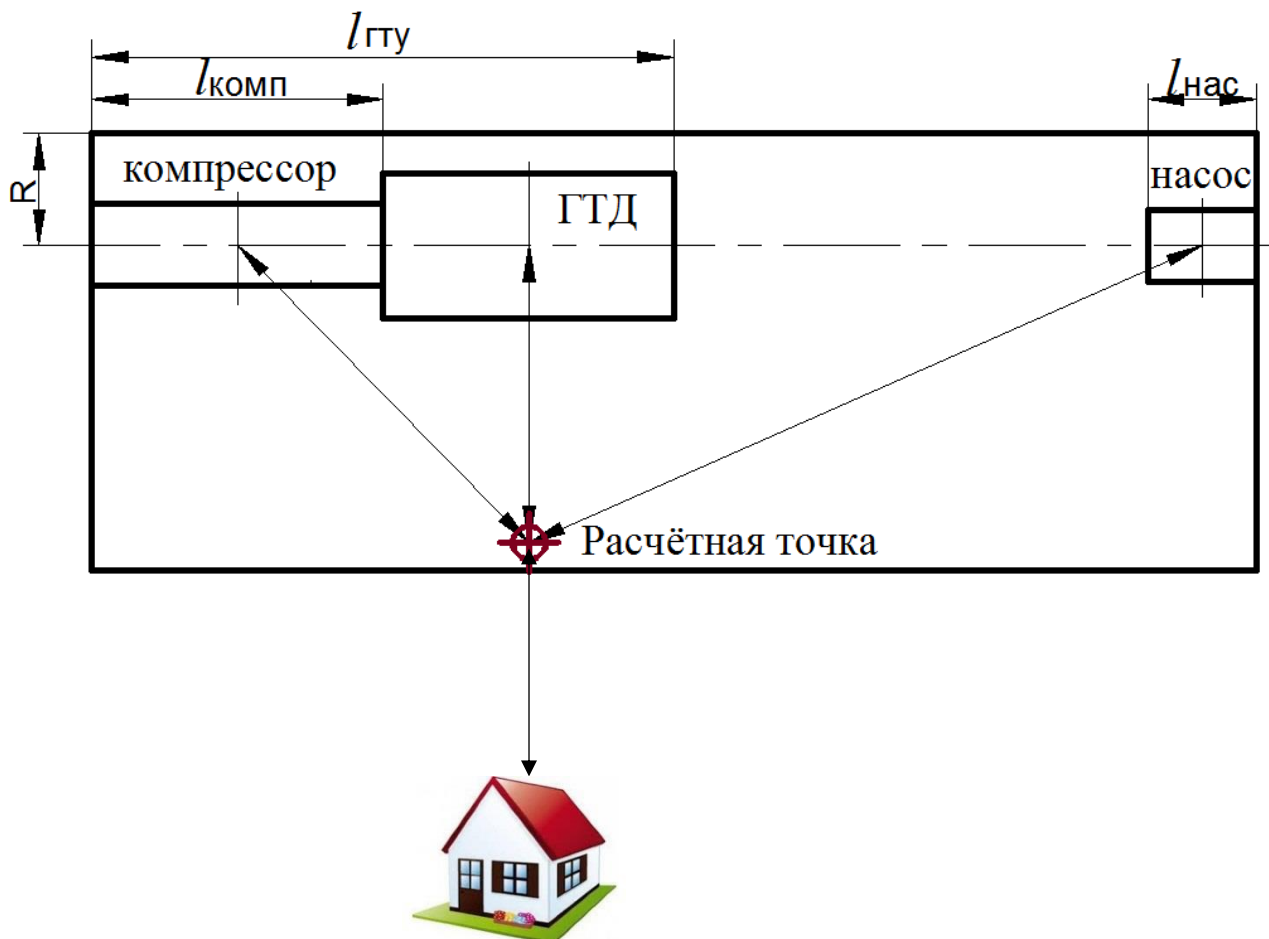 lГТУ
lкомп
lнас
R
компрессор
ГТД
насос
Расчётная точка